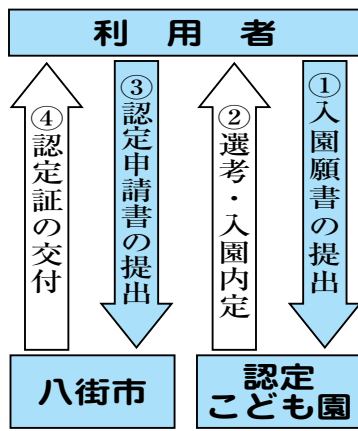 利用者
①入園願書の提出
②選考・入園内定
③認定申請書の提出
④認定証の交付
八街市
認定
こども園